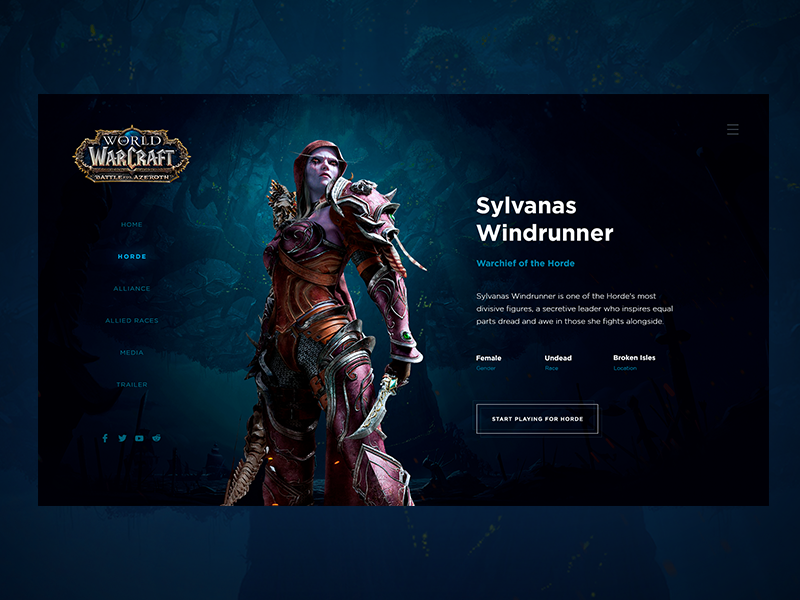 WORLD
OF
WARCRAFT
BATTLE FOR AZEROTH
HOME
HORDE
ALLIANCE
ALLIED RACES
MEDIA
TRAILER
Sylvanas
Windrunner
Warchief of the Horde
Sylvanas Windrunner is one of the Horde's most
divisive figures, a secretive leader who inspires equal
parts dread and awe in those she fights alongside.
Female Undead Broken Isles
Gender Race Location
START PLAYING FOR HORDE